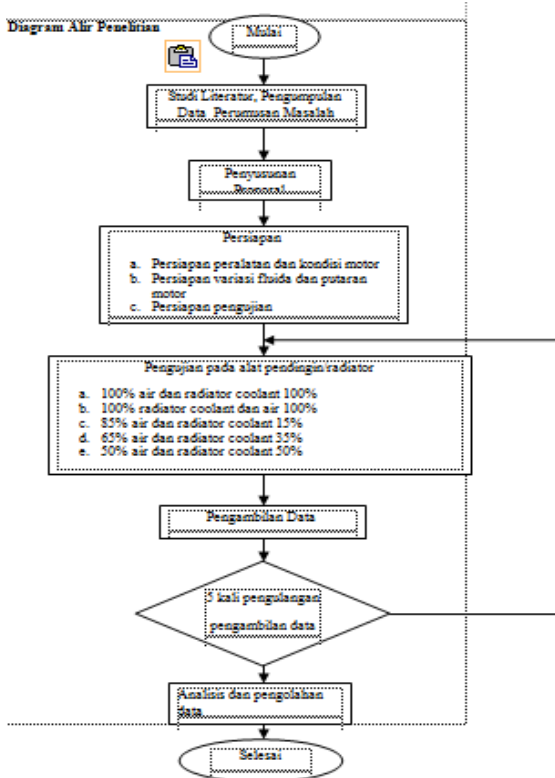 Diagram Alir Penelitian
Mulai
Studi Literatur, Pengumpulan
Data Perumusan Masalah
Penyusunan
Proposal
Persiapan
a. Persiapan peralatan dan kondisi motor
b. Persiapan variasi fluida dan putaran
motor
c. Persiapan pengujian
Pengujian pada alat pendingin/radiator
a. 100% air dan radiator coolant 100%
b. 100% radiator coolant dan air 100%
c. 85% air dan radiator coolant 15%
d. 65% air dan radiator coolant 35%
e. 50% air dan radiator coolant 50%
Pengambilan Data
5 kali pengulangan
pengambilan data
Analisis dan pengolahan
data
Selesai